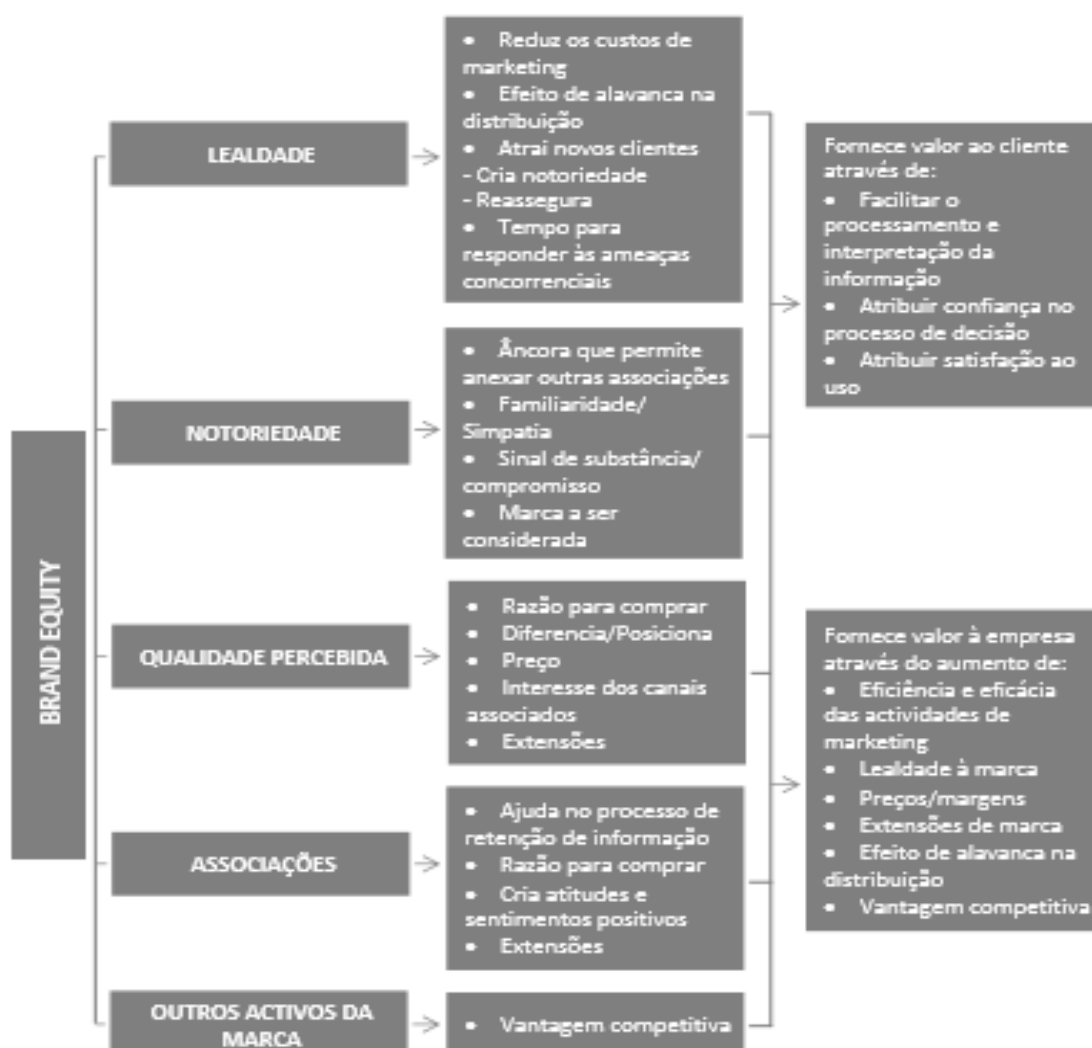 BRAND EQUITY
LEALDADE
• Reduz os custos de
marketing
• Efeito de alavanca na
distribuição
• Atrai novos clientes
- Cria notoriedade
- Reassegura
• Tempo para
responder às ameaças
concorrenciais
NOTORIEDADE
• Âncora que permite
anexar outras associações
• Familiaridade/
Simpatia
• Sinal de substância/
compromisso
• Marca a ser
considerada
QUALIDADE PERCEBIDA
• Razão para comprar
• Diferencia/Posiciona
• Preço
• Interesse dos canais
associados
• Extensões
ASSOCIAÇÕES
• Ajuda no processo de
retenção de informação
• Razão para comprar
• Cria atitudes e
sentimentos positivos
• Extensões
OUTROS ACTIVOS DA
MARCA
• Vantagem competitiva
Fornece valor ao cliente
através de:
• Facilitar o
processamento e
interpretação da
informação
• Atribuir confiança no
processo de decisão
• Atribuir satisfação ao
uso
Fornece valor à empresa
através do aumento de:
• Eficiência e eficácia
das actividades de
marketing
• Lealdade à marca
• Preços/margens
• Extensões de marca
• Efeito de alavanca na
distribuição
• Vantagem competitiva